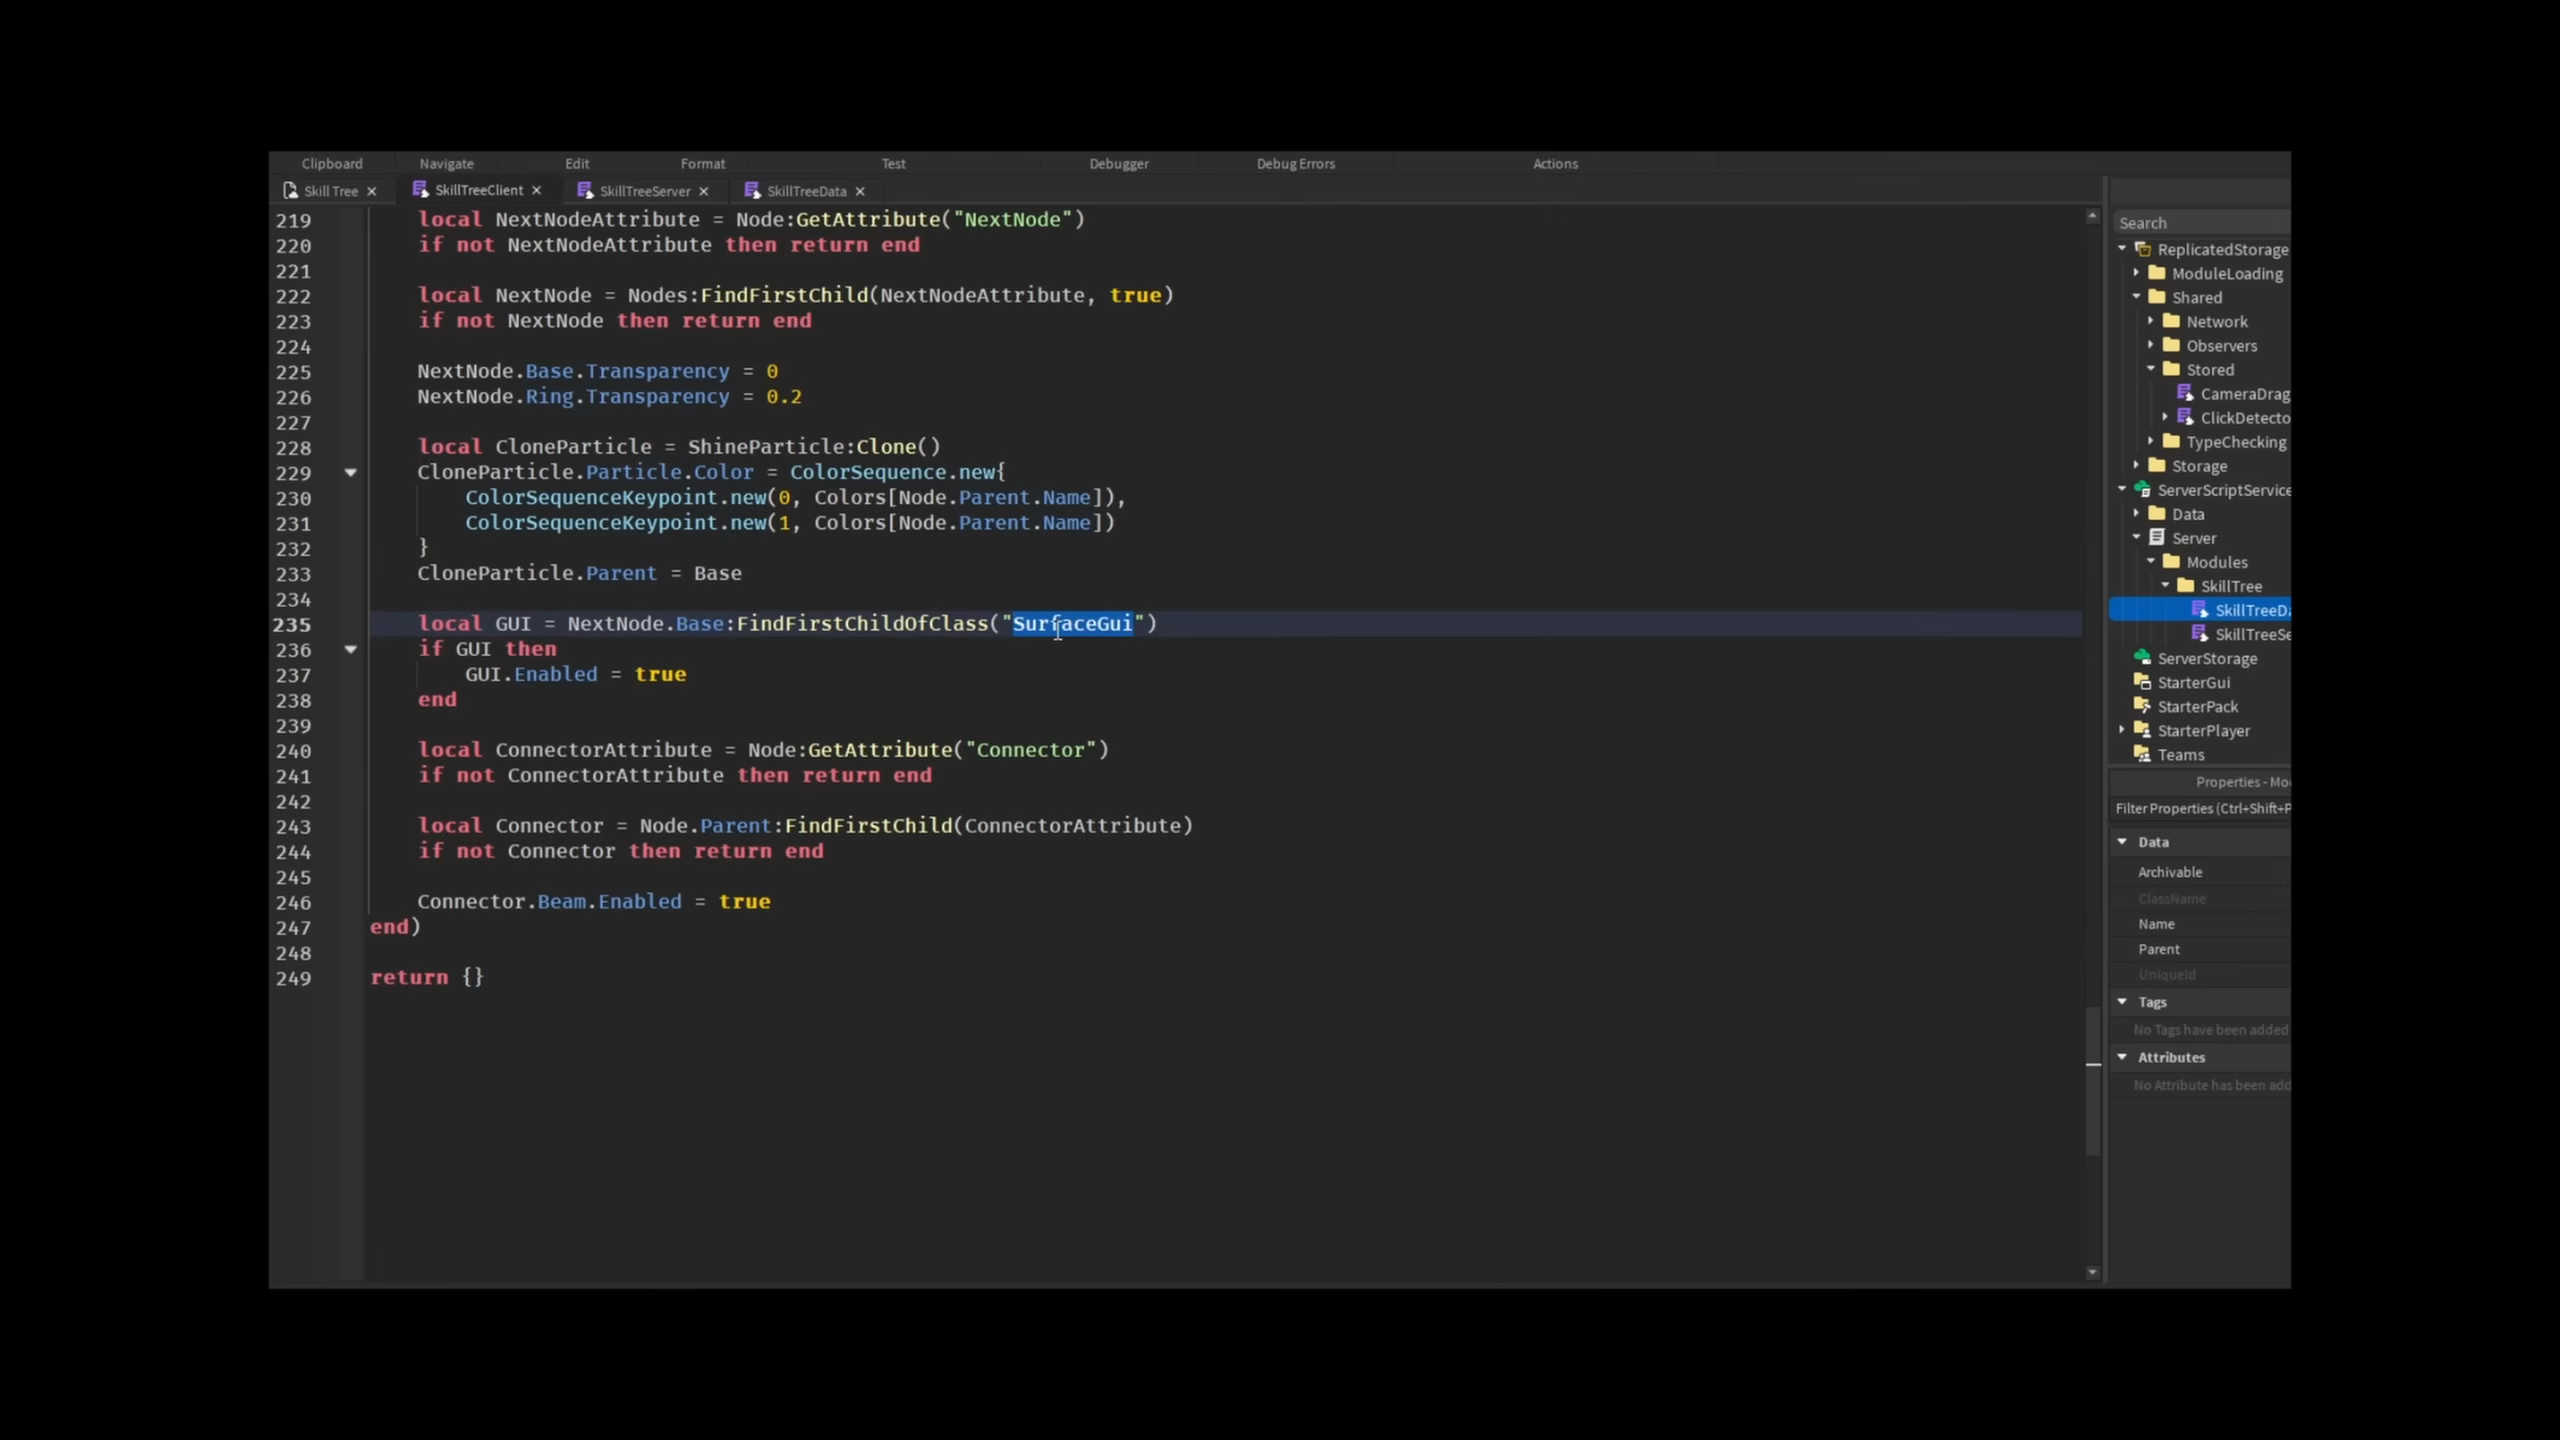 Clipboard Navigate Edit Format Test Debugger Debug Errors Actions
Skill Tree SkillTreeClient SkillTreeServer SkillTreeData
219 local NextNodeAttribute = Node:GetAttribute("NextNode")
220 if not NextNodeAttribute then return end
221
222 local NextNode = Nodes:FindFirstChild(NextNodeAttribute, true)
223 if not NextNode then return end
224
225 NextNode.Base.Transparency = 0
226 NextNode.Ring.Transparency = 0.2
227
228 local CloneParticle = ShineParticle:Clone()
229 CloneParticle.Particle.Color = ColorSequence.new{
230 ColorSequenceKeypoint.new(0, Colors[Node.Parent.Name]),
231 ColorSequenceKeypoint.new(1, Colors[Node.Parent.Name])
232 }
233 CloneParticle.Parent = Base
234
235 local GUI = NextNode.Base:FindFirstChildOfClass("SurfaceGui")
236 if GUI then
237 GUI.Enabled = true
238 end
239
240 local ConnectorAttribute = Node:GetAttribute("Connector")
241 if not ConnectorAttribute then return end
242
243 local Connector = Node.Parent:FindFirstChild(ConnectorAttribute)
244 if not Connector then return end
245
246 Connector.Beam.Enabled = true
247 end)
248
249 return {}
Search
ReplicatedStorage
ModuleLoading
Shared
Network
Observers
Stored
CameraDrag
ClickDetecto
TypeChecking
Storage
ServerScriptService
Data
Server
Modules
SkillTree
SkillTreeDa
SkillTreeSe
ServerStorage
StarterGui
StarterPack
StarterPlayer
Teams
Properties - Mo
Filter Properties (Ctrl+Shift+P
Data
Archivable
ClassName
Name
Parent
UniqueId
Tags
No Tags have been added
Attributes
No Attribute has been add